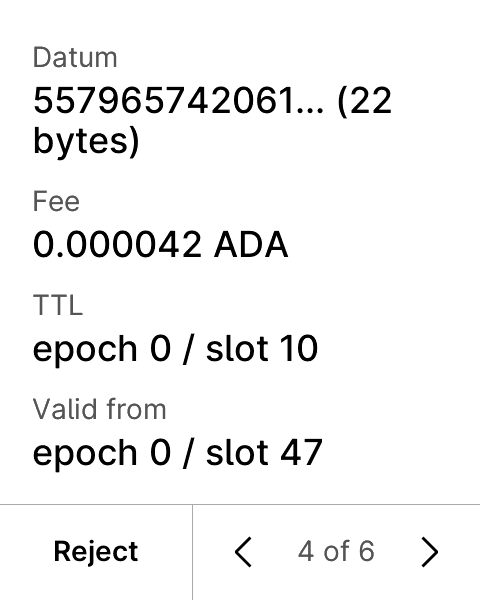 Datum
557965742061... (22
bytes)
Fee
0.000042 ADA
TTL
epoch 0 / slot 10
Valid from
epoch 0 / slot 47
Reject
4 of 6